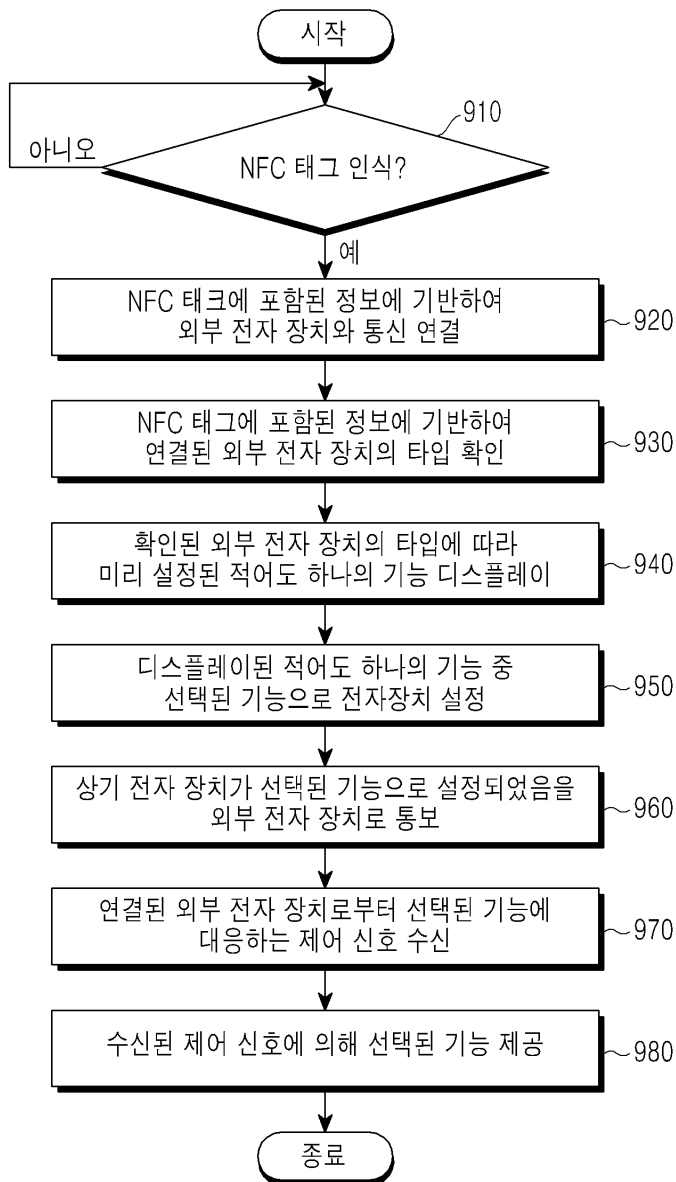 시작
910
아니오
NFC 태그 인식?
예
NFC 태크에 포함된 정보에 기반하여
외부 전자 장치와 통신 연결
920
NFC 태그에 포함된 정보에 기반하여
연결된 외부 전자 장치의 타입 확인
930
확인된 외부 전자 장치의 타입에 따라
미리 설정된 적어도 하나의 기능 디스플레이
940
디스플레이된 적어도 하나의 기능 중
선택된 기능으로 전자장치 설정
950
상기 전자 장치가 선택된 기능으로 설정되었음을
외부 전자 장치로 통보
960
연결된 외부 전자 장치로부터 선택된 기능에
대응하는 제어 신호 수신
970
수신된 제어 신호에 의해 선택된 기능 제공
980
종료